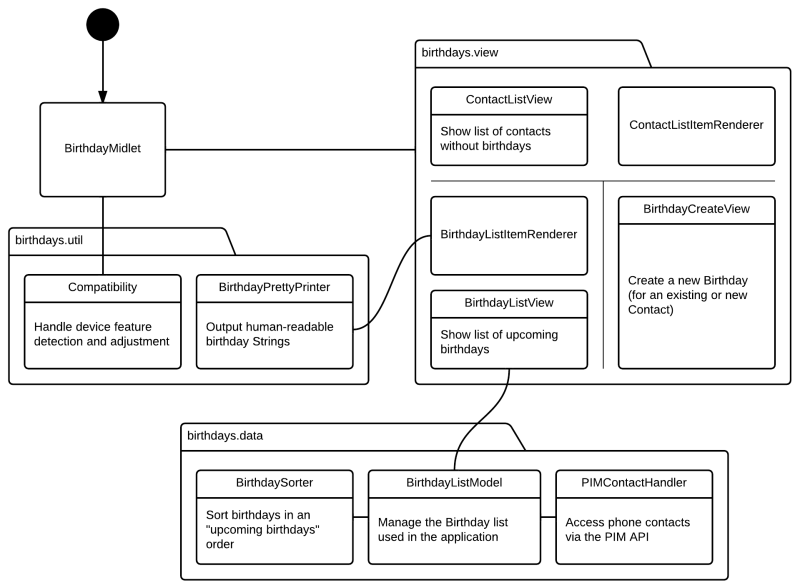 birthdays.view
ContactListView
Show list of contacts
without birthdays
ContactListItemRenderer
BirthdayMidlet
BirthdayListItemRenderer
BirthdayCreateView
Create a new Birthday
(for an existing or new
Contact)
birthdays.util
Compatibility
Handle device feature
detection and adjustment
BirthdayPrettyPrinter
Output human-readable
birthday Strings
BirthdayListView
Show list of upcoming
birthdays
birthdays.data
BirthdaySorter
Sort birthdays in an
"upcoming birthdays"
order
BirthdayListModel
Manage the Birthday list
used in the application
PIMContactHandler
Access phone contacts
via the PIM API